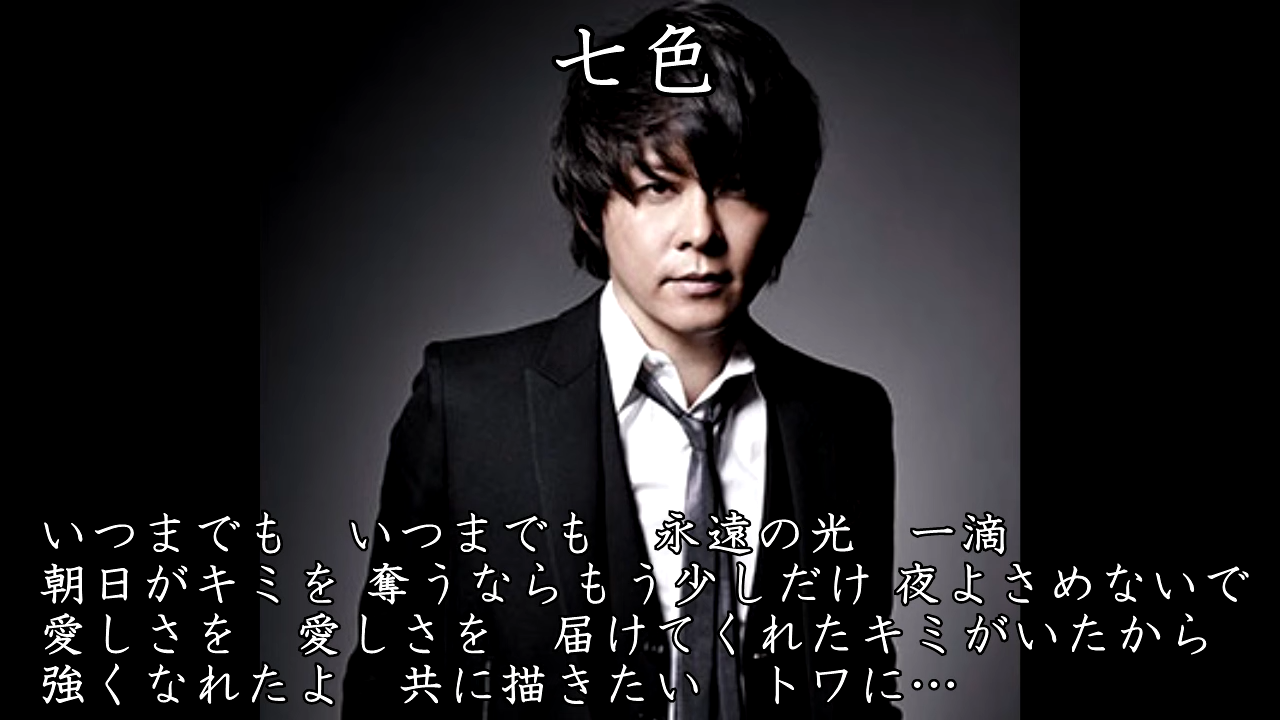 七色
いつまでも　いつまでも　永遠の光　一滴
朝日がキミを 奪うならもう少しだけ 夜よさめないで
愛しさを　愛しさを　届けてくれたキミがいたから
強くなれたよ　共に描きたい　トワに…